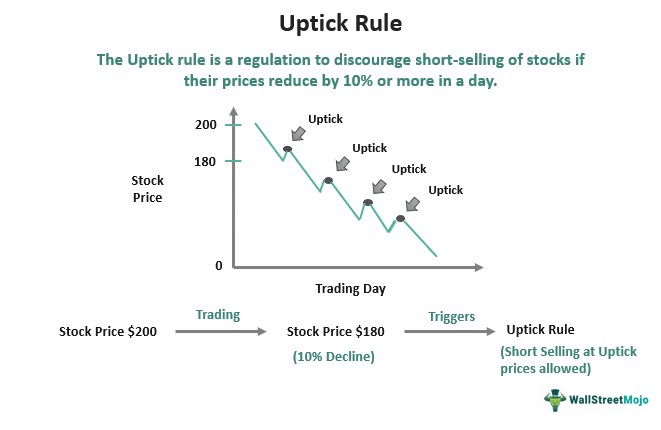 Uptick Rule
The Uptick rule is a regulation to discourage short-selling of stocks if
their prices reduce by 10% or more in a day.
200
180
0
Stock
Price
Uptick
Uptick
Uptick
Uptick
Trading Day
Stock Price $200
Trading
Stock Price $180
(10% Decline)
Triggers
Uptick Rule
(Short Selling at Uptick
prices allowed)
WallStreetMojo